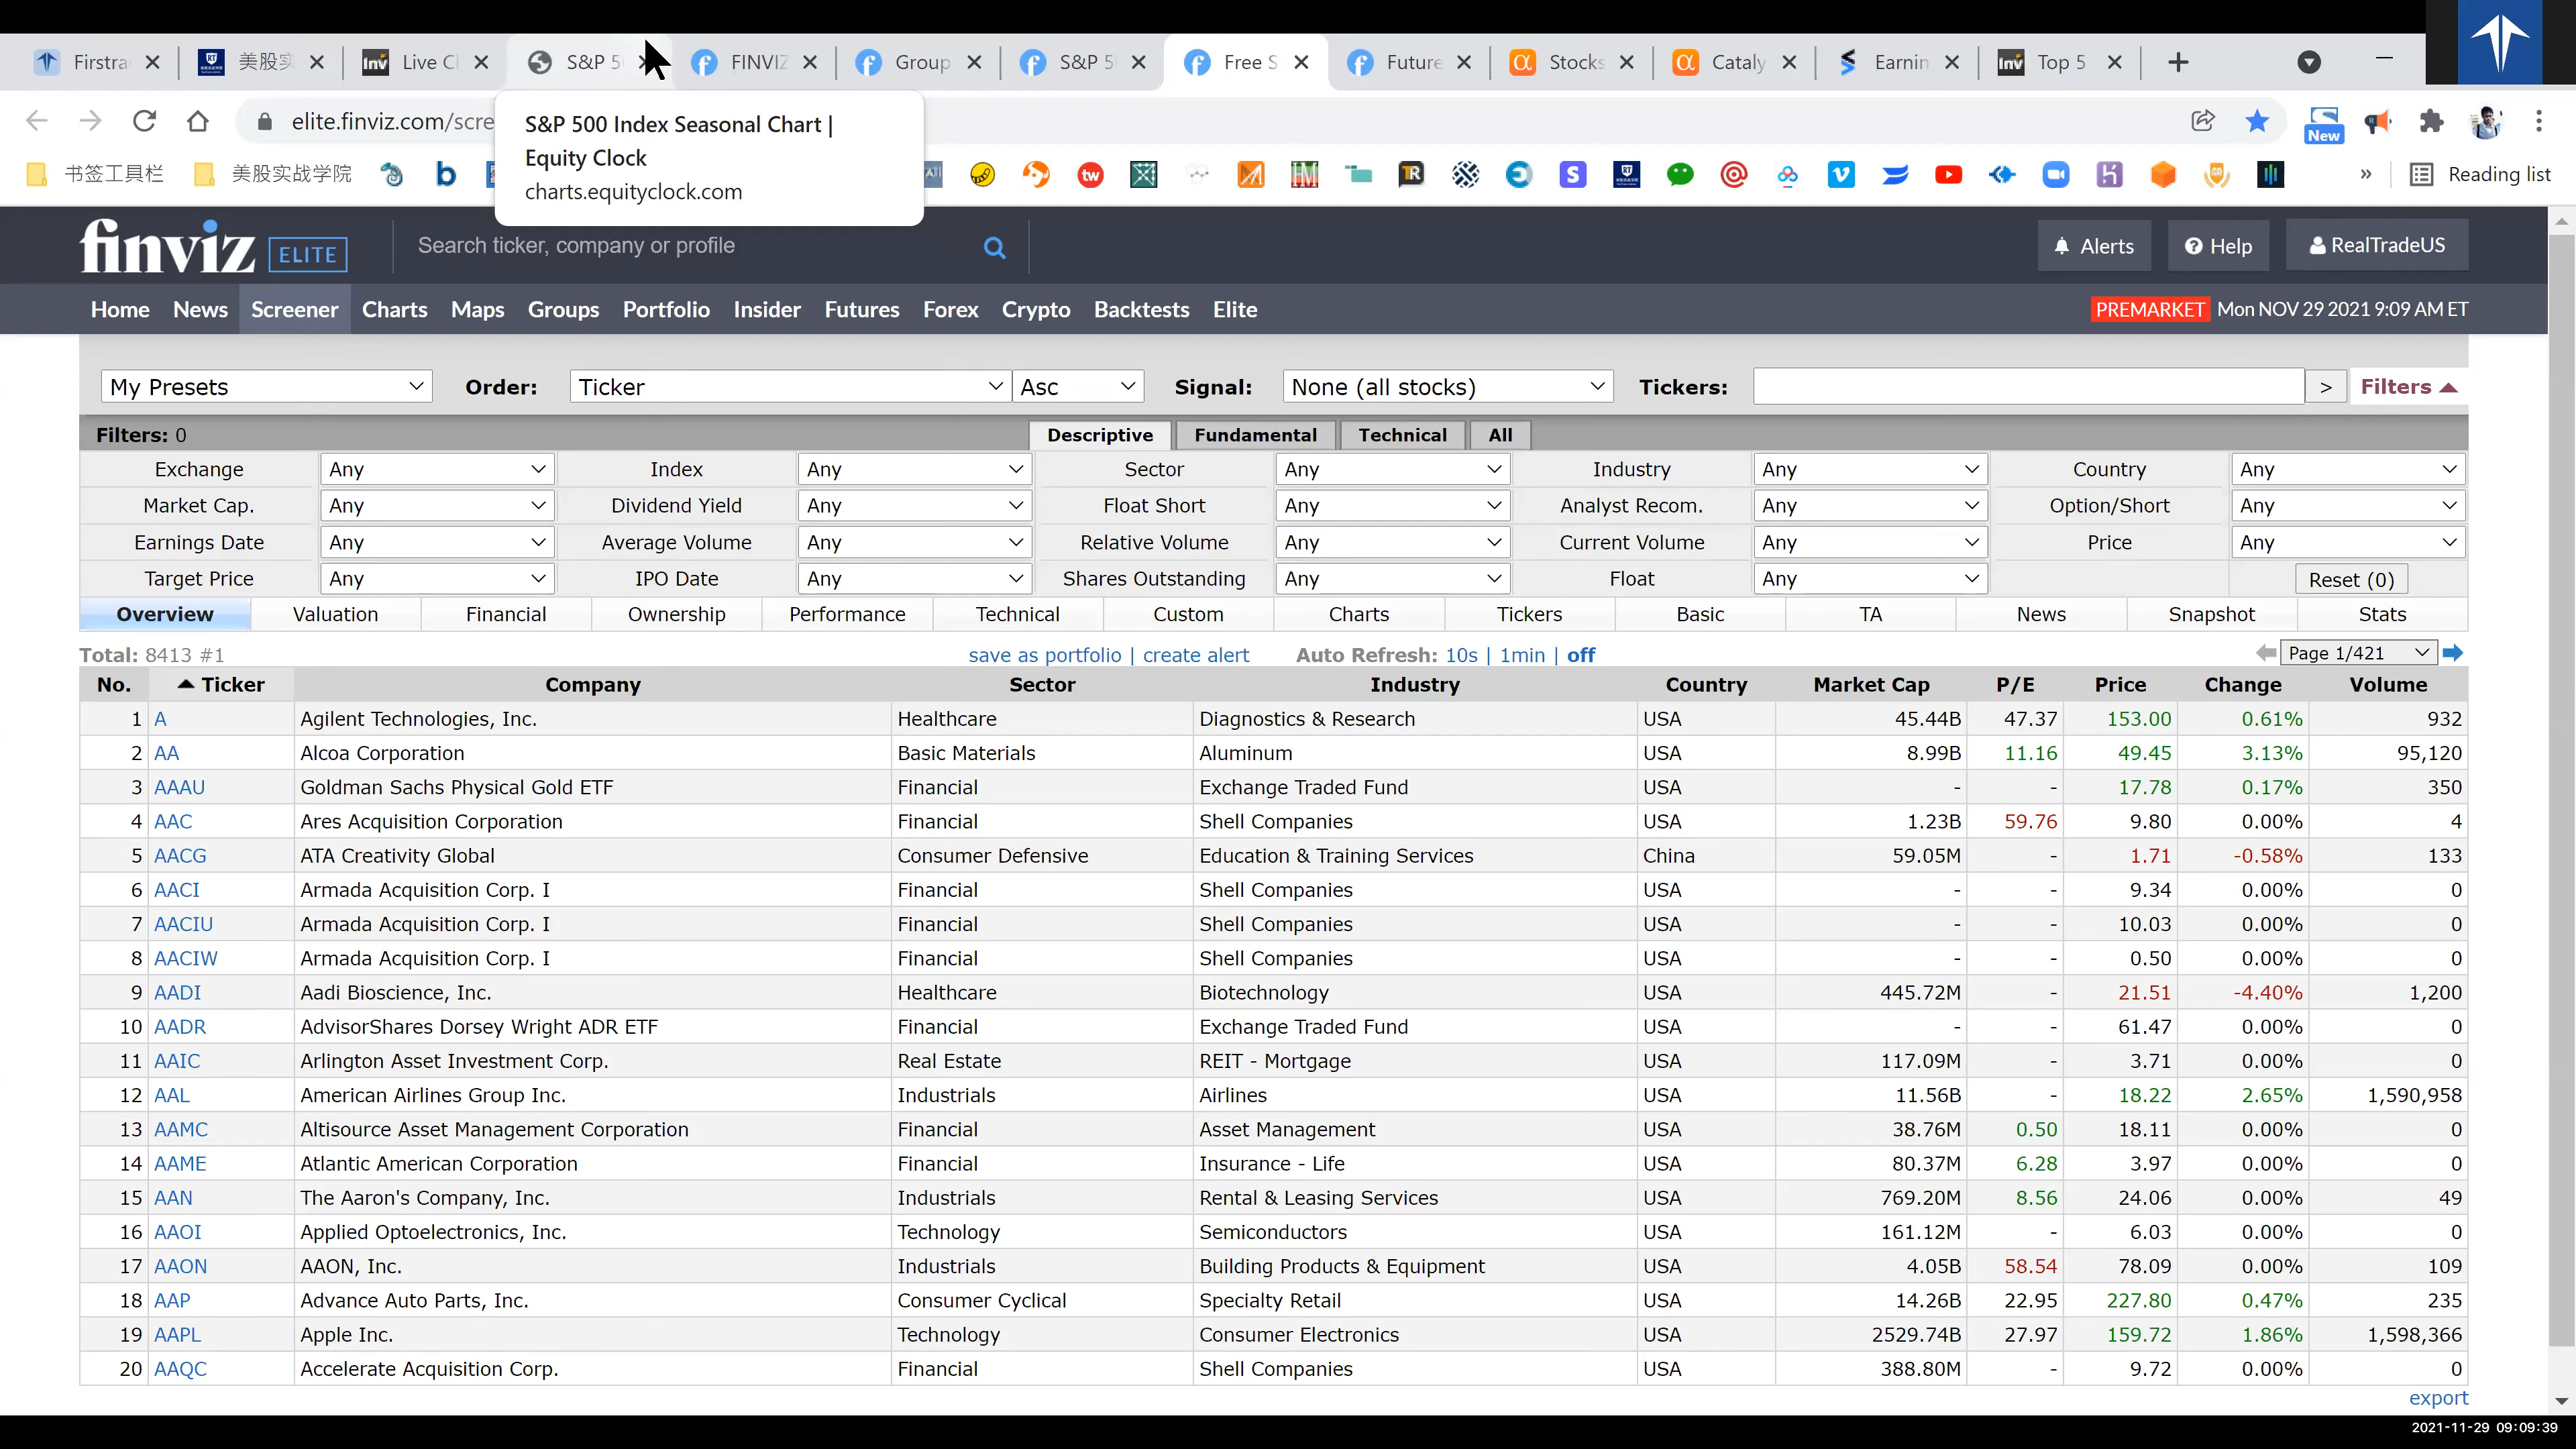 Firstra
美股实
Live C
S&P 5
FINVIZ
Group
S&P 5
Free S
Future
Stocks
Cataly
Earnin
Top 5
elite.finviz.com/scre
New
S&P 500 Index Seasonal Chart |
Equity Clock
charts.equityclock.com
书签工具栏 美股实战学院 Reading list
finviz ELITE Search ticker, company or profile Alerts Help RealTradeUS
Home News Screener Charts Maps Groups Portfolio Insider Futures Forex Crypto Backtests Elite PREMARKET Mon NOV 29 2021 9:09 AM ET
My Presets Order: Ticker Asc Signal: None (all stocks) Tickers: > Filters
Filters: 0 Descriptive Fundamental Technical All
Exchange Any Index Any Sector Any Industry Any Country Any
Market Cap. Any Dividend Yield Any Float Short Any Analyst Recom. Any Option/Short Any
Earnings Date Any Average Volume Any Relative Volume Any Current Volume Any Price Any
Target Price Any IPO Date Any Shares Outstanding Any Float Any Reset (0)
Overview Valuation Financial Ownership Performance Technical Custom Charts Tickers Basic TA News Snapshot Stats
Total: 8413 #1 save as portfolio | create alert Auto Refresh: 10s | 1min | off Page 1/421
No. Ticker Company Sector Industry Country Market Cap P/E Price Change Volume
1 A Agilent Technologies, Inc. Healthcare Diagnostics & Research USA 45.44B 47.37 153.00 0.61% 932
2 AA Alcoa Corporation Basic Materials Aluminum USA 8.99B 11.16 49.45 3.13% 95,120
3 AAAU Goldman Sachs Physical Gold ETF Financial Exchange Traded Fund USA - - 17.78 0.17% 350
4 AAC Ares Acquisition Corporation Financial Shell Companies USA 1.23B 59.76 9.80 0.00% 4
5 AACG ATA Creativity Global Consumer Defensive Education & Training Services China 59.05M - 1.71 -0.58% 133
6 AACI Armada Acquisition Corp. I Financial Shell Companies USA - - 9.34 0.00% 0
7 AACIU Armada Acquisition Corp. I Financial Shell Companies USA - - 10.03 0.00% 0
8 AACIW Armada Acquisition Corp. I Financial Shell Companies USA - - 0.50 0.00% 0
9 AADI Aadi Bioscience, Inc. Healthcare Biotechnology USA 445.72M - 21.51 -4.40% 1,200
10 AADR AdvisorShares Dorsey Wright ADR ETF Financial Exchange Traded Fund USA - - 61.47 0.00% 0
11 AAIC Arlington Asset Investment Corp. Real Estate REIT - Mortgage USA 117.09M - 3.71 0.00% 0
12 AAL American Airlines Group Inc. Industrials Airlines USA 11.56B - 18.22 2.65% 1,590,958
13 AAMC Altisource Asset Management Corporation Financial Asset Management USA 38.76M 0.50 18.11 0.00% 0
14 AAME Atlantic American Corporation Financial Insurance - Life USA 80.37M 6.28 3.97 0.00% 0
15 AAN The Aaron's Company, Inc. Industrials Rental & Leasing Services USA 769.20M 8.56 24.06 0.00% 49
16 AAOI Applied Optoelectronics, Inc. Technology Semiconductors USA 161.12M - 6.03 0.00% 0
17 AAON AAON, Inc. Industrials Building Products & Equipment USA 4.05B 58.54 78.09 0.00% 109
18 AAP Advance Auto Parts, Inc. Consumer Cyclical Specialty Retail USA 14.26B 22.95 227.80 0.47% 235
19 AAPL Apple Inc. Technology Consumer Electronics USA 2529.74B 27.97 159.72 1.86% 1,598,366
20 AAQC Accelerate Acquisition Corp. Financial Shell Companies USA 388.80M - 9.72 0.00% 0
export
2021-11-29 09:09:39